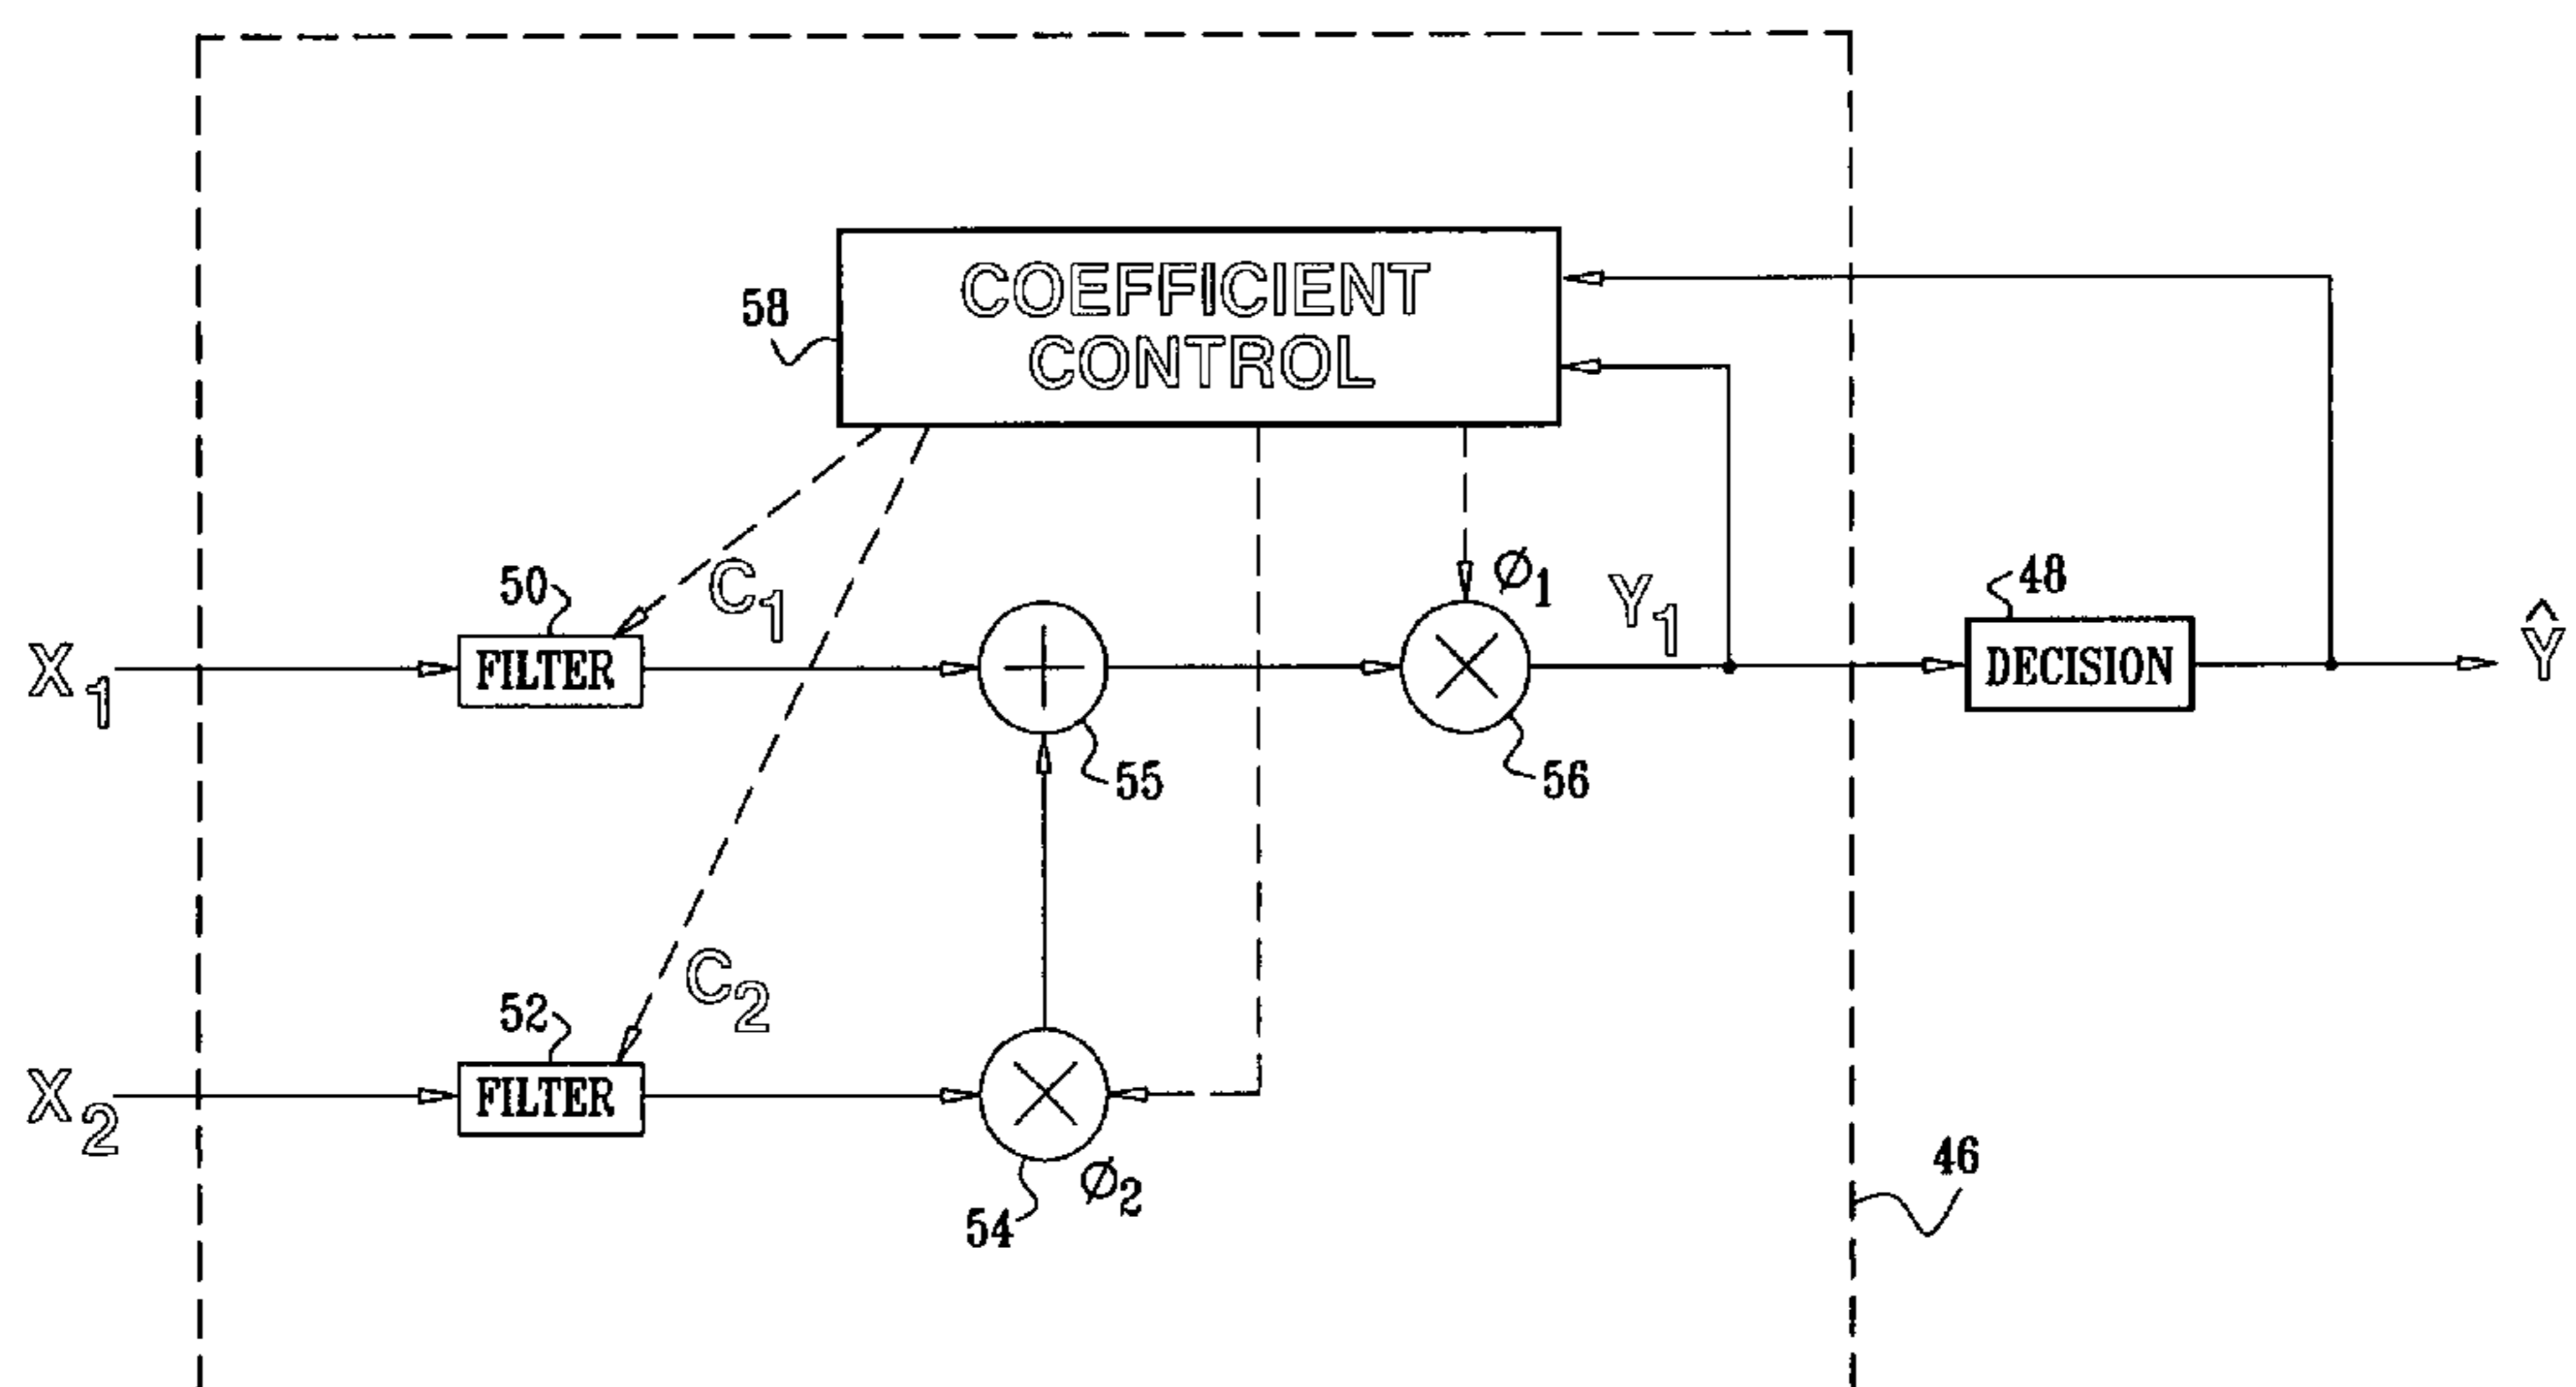 58
COEFFICIENT
CONTROL
50
C1
Ø1
Y1
48
X1
FILTER
DECISION
Ŷ
55
56
52
C2
X2
FILTER
54
Ø2
46